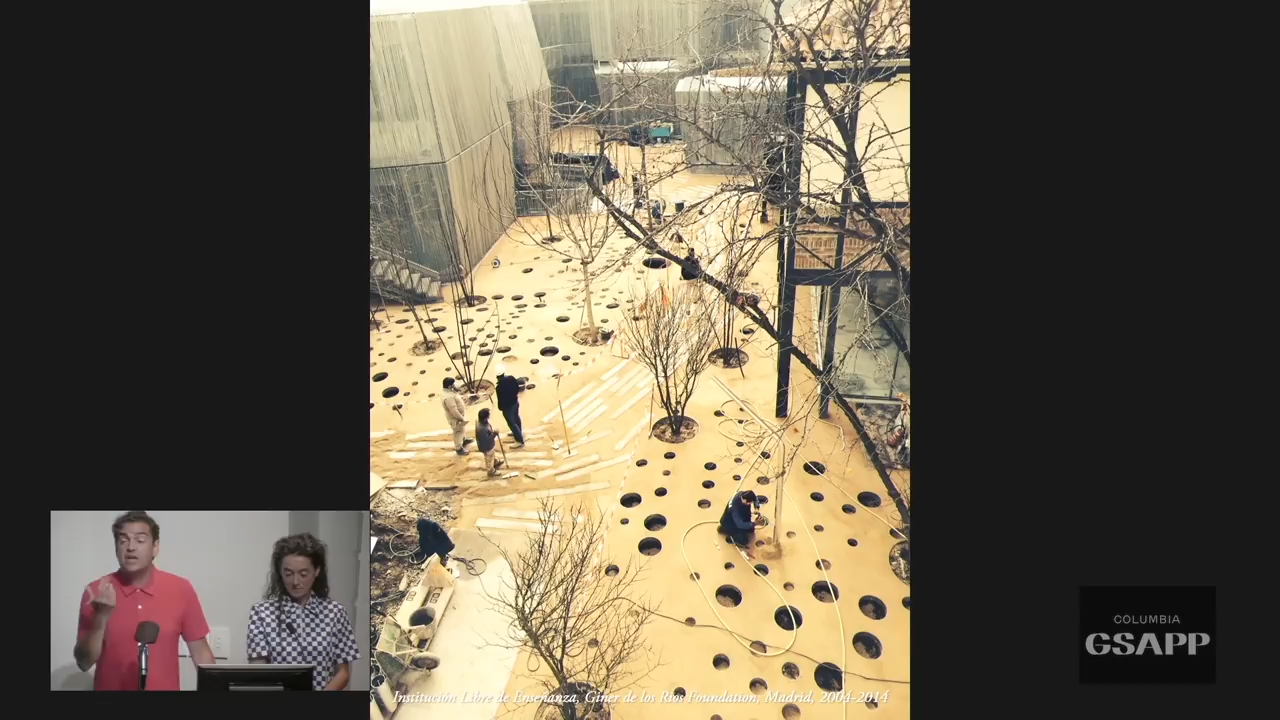 COLUMBIA
GSAPP
Institución Libre de Enseñanza, Giner de los Ríos Foundation, Madrid, 2004-2014